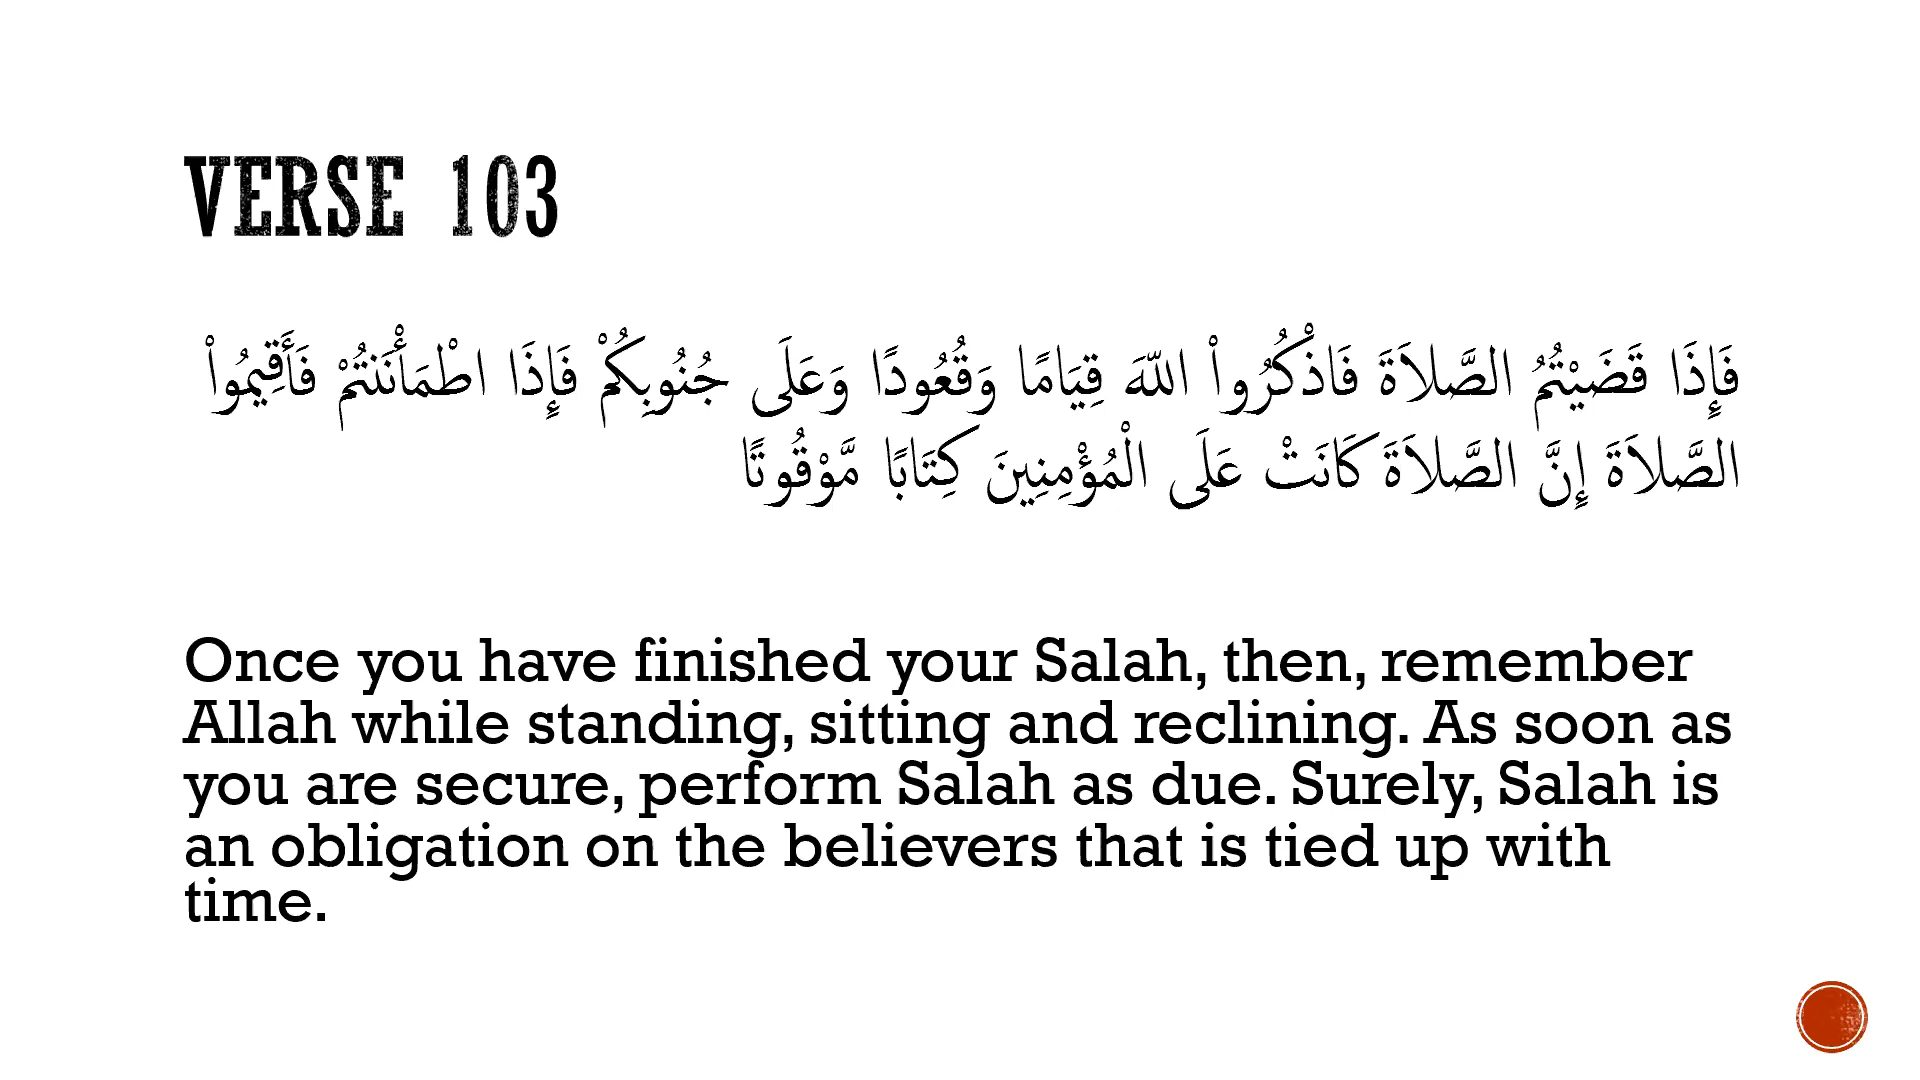 VERSE 103
فَإِذَا قَضَيْتُمُ الصَّلاَةَ فَاذْكُرُواْ اللّهَ قِيَامًا وَقُعُودًا وَعَلَى جُنُوبِكُمْ فَإِذَا اطْمَأْنَنتُمْ فَأَقِيمُواْ
الصَّلاَةَ إِنَّ الصَّلاَةَ كَانَتْ عَلَى الْمُؤْمِنِينَ كِتَابًا مَّوْقُوتًا
Once you have finished your Salah, then, remember
Allah while standing, sitting and reclining. As soon as
you are secure, perform Salah as due. Surely, Salah is
an obligation on the believers that is tied up with
time.